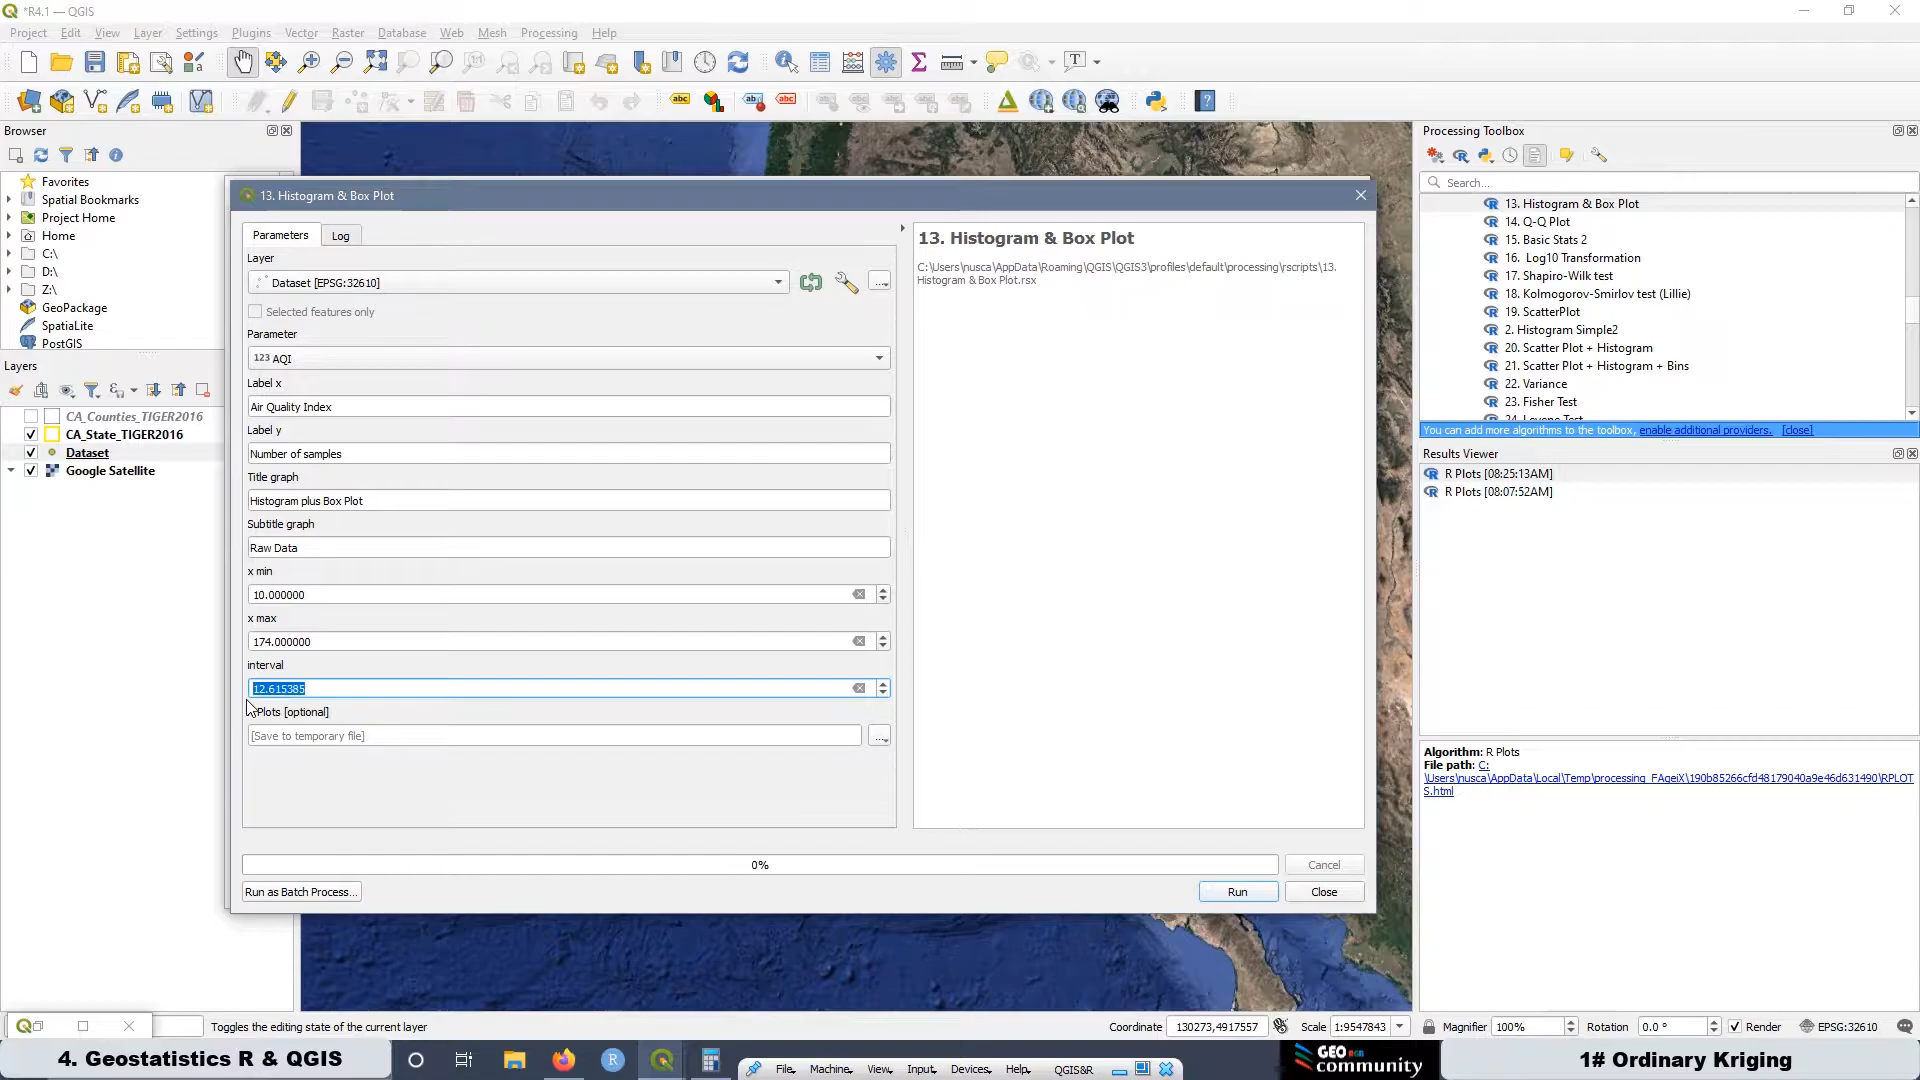 *R4.1 — QGIS
Project Edit View Layer Settings Plugins Vector Raster Database Web Mesh Processing Help
Browser
Favorites
Spatial Bookmarks
Project Home
Home
C:\
D:\
Z:\
GeoPackage
SpatiaLite
PostGIS
Layers
CA_Counties_TIGER2016
CA_State_TIGER2016
Dataset
Google Satellite
13. Histogram & Box Plot
Parameters Log
Layer
Dataset [EPSG:32610]
Selected features only
Parameter
123 AQI
Label x
Air Quality Index
Label y
Number of samples
Title graph
Histogram plus Box Plot
Subtitle graph
Raw Data
x min
10.000000
x max
174.000000
interval
12.615385
Plots [optional]
[Save to temporary file]
0%
Cancel
Run as Batch Process...
Run
Close
13. Histogram & Box Plot
C:\Users\nusca\AppData\Roaming\QGIS\QGIS3\profiles\default\processing\rscripts\13.
Histogram & Box Plot.rsx
Processing Toolbox
Search...
13. Histogram & Box Plot
14. Q-Q Plot
15. Basic Stats 2
16. Log10 Transformation
17. Shapiro-Wilk test
18. Kolmogorov-Smirlov test (Lillie)
19. ScatterPlot
2. Histogram Simple2
20. Scatter Plot + Histogram
21. Scatter Plot + Histogram + Bins
22. Variance
23. Fisher Test
24. Levene Test
You can add more algorithms to the toolbox, enable additional providers. [close]
Results Viewer
R Plots [08:25:13AM]
R Plots [08:07:52AM]
Algorithm: R Plots
File path: C:
\Users\nusca\AppData\Local\Temp\processing_FAgeiX\190b85266cfd48179040a9e46d631490\RPLOT
S.html
Toggles the editing state of the current layer
Coordinate 130273,4917557 Scale 1:9547843 Magnifier 100% Rotation 0.0 ° Render EPSG:32610
4. Geostatistics R & QGIS
File Machine View Input Devices Help QGIS&R
GEO community
1# Ordinary Kriging